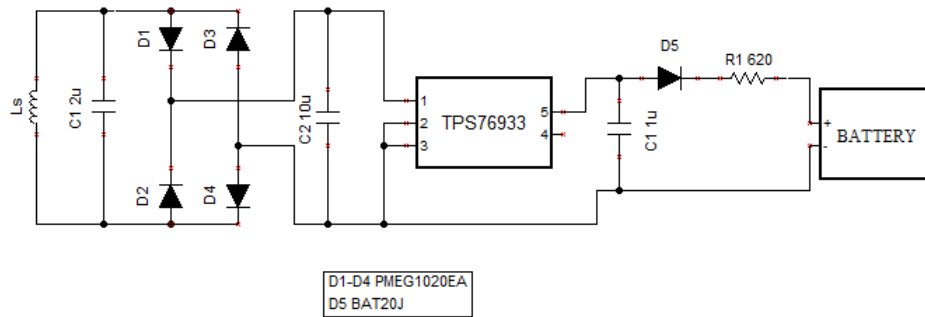 Ls
C1 2u
D1
D3
D2
D4
C2 10u
1
2
3
TPS76933
5
4
C1 1u
D5
R1 620
+
-
BATTERY
D1-D4 PMEG1020EA
D5 BAT20J